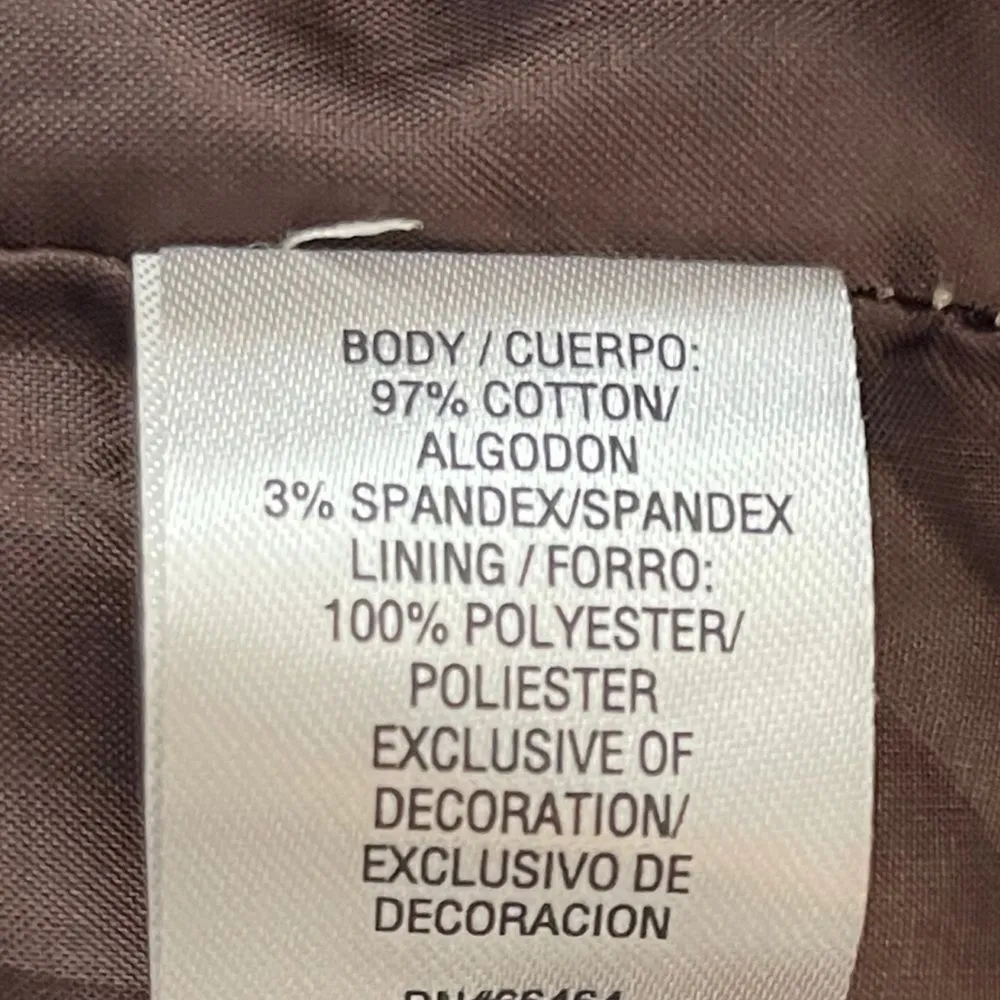 BODY / CUERPO:
97% COTTON/
ALGODON
3% SPANDEX/SPANDEX
LINING / FORRO:
100% POLYESTER/
POLIESTER
EXCLUSIVE OF
DECORATION/
EXCLUSIVO DE
DECORACION